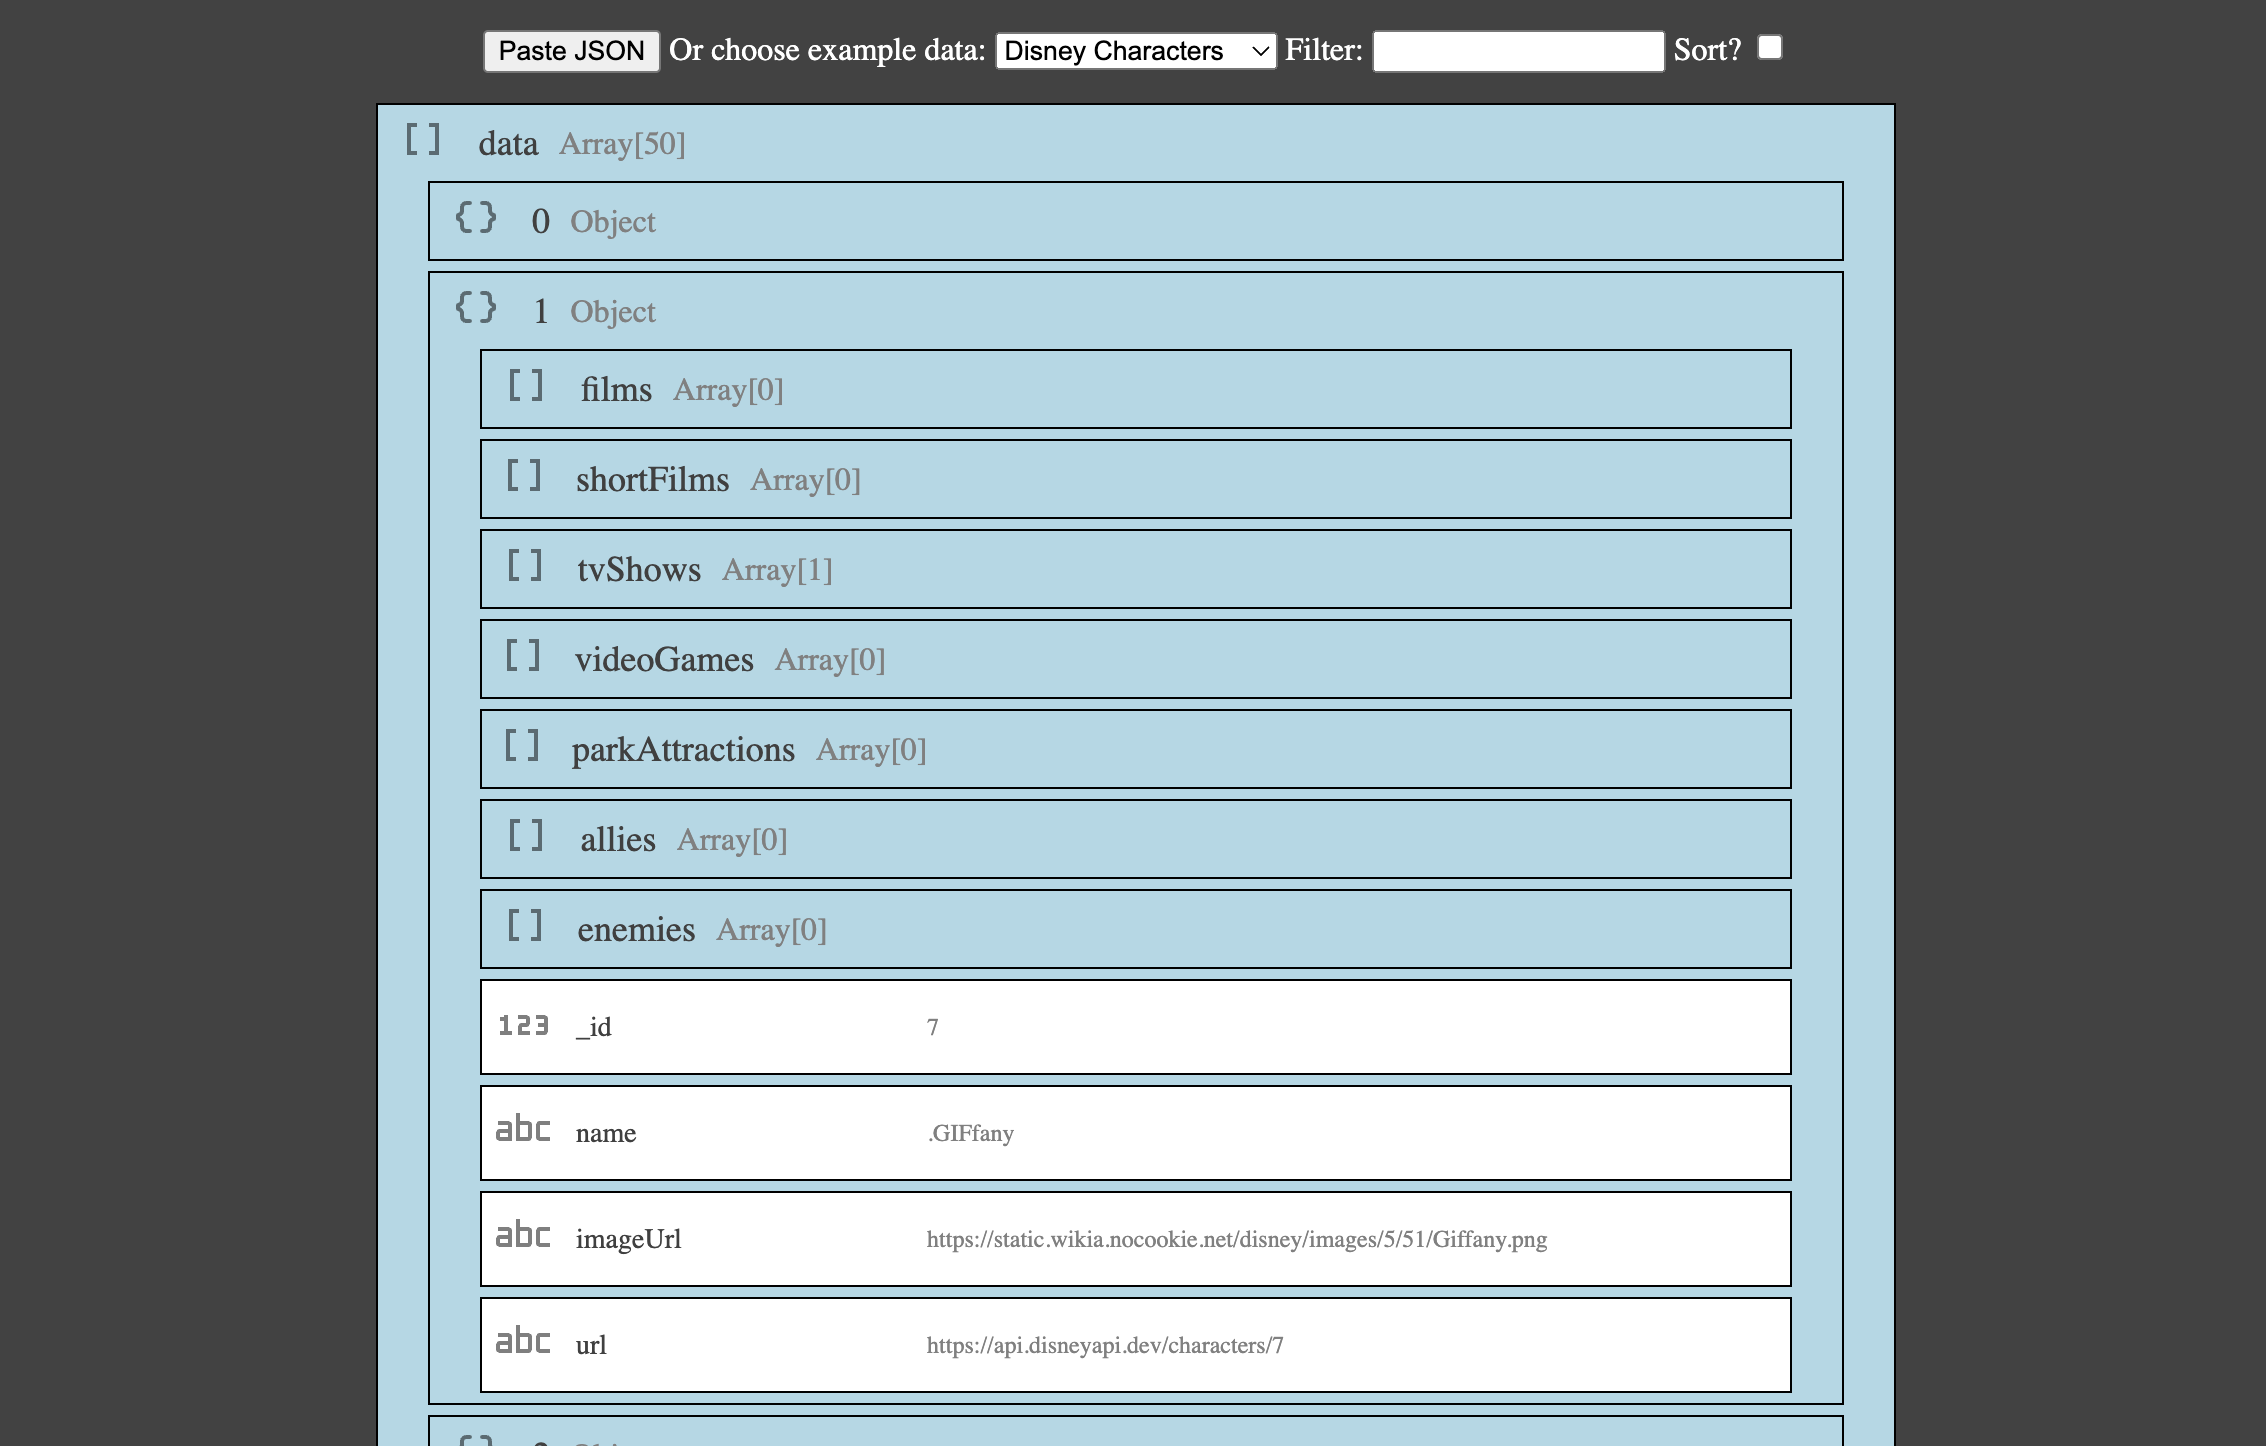 Paste JSON Or choose example data: Disney Characters Filter: Sort?
[] data Array[50]
{} 0 Object
{} 1 Object
[] films Array[0]
[] shortFilms Array[0]
[] tvShows Array[1]
[] videoGames Array[0]
[] parkAttractions Array[0]
[] allies Array[0]
[] enemies Array[0]
123 _id 7
abc name .GIFfany
abc imageUrl https://static.wikia.nocookie.net/disney/images/5/51/Giffany.png
abc url https://api.disneyapi.dev/characters/7